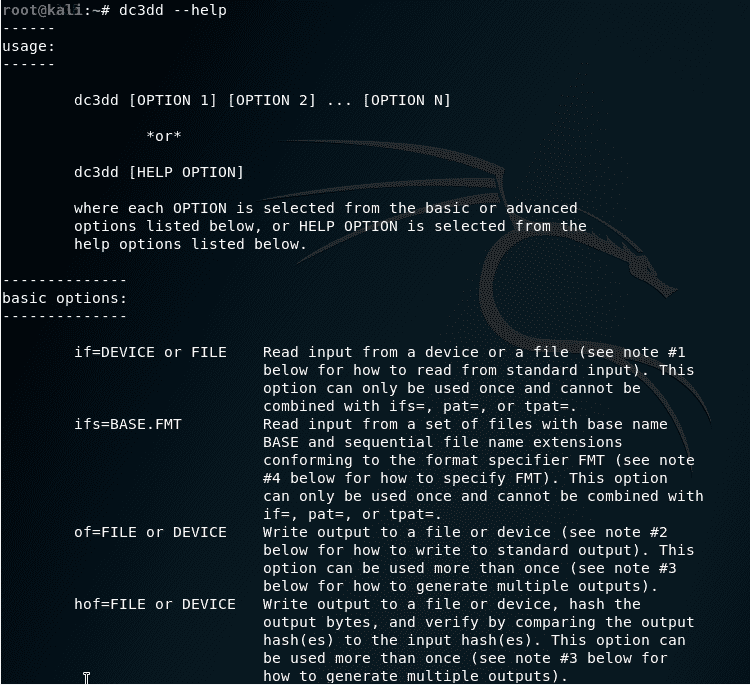 root@kali:~# dc3dd --help
------
usage:
------
dc3dd [OPTION 1] [OPTION 2] ... [OPTION N]
*or*
dc3dd [HELP OPTION]
where each OPTION is selected from the basic or advanced
options listed below, or HELP OPTION is selected from the
help options listed below.
--------------
basic options:
--------------
if=DEVICE or FILE    Read input from a device or a file (see note #1
below for how to read from standard input). This
option can only be used once and cannot be
combined with ifs=, pat=, or tpat=.
ifs=BASE.FMT         Read input from a set of files with base name
BASE and sequential file name extensions
conforming to the format specifier FMT (see note
#4 below for how to specify FMT). This option
can only be used once and cannot be combined with
if=, pat=, or tpat=.
of=FILE or DEVICE    Write output to a file or device (see note #2
below for how to write to standard output). This
option can be used more than once (see note #3
below for how to generate multiple outputs).
hof=FILE or DEVICE   Write output to a file or device, hash the
output bytes, and verify by comparing the output
hash(es) to the input hash(es). This option can
be used more than once (see note #3 below for
how to generate multiple outputs).